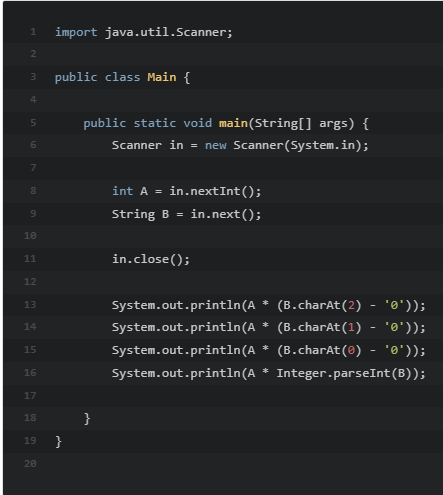 1 import java.util.Scanner;
2
3 public class Main {
4
5 public static void main(String[] args) {
6 Scanner in = new Scanner(System.in);
7
8 int A = in.nextInt();
9 String B = in.next();
10
11 in.close();
12
13 System.out.println(A * (B.charAt(2) - '0'));
14 System.out.println(A * (B.charAt(1) - '0'));
15 System.out.println(A * (B.charAt(0) - '0'));
16 System.out.println(A * Integer.parseInt(B));
17
18 }
19 }
20